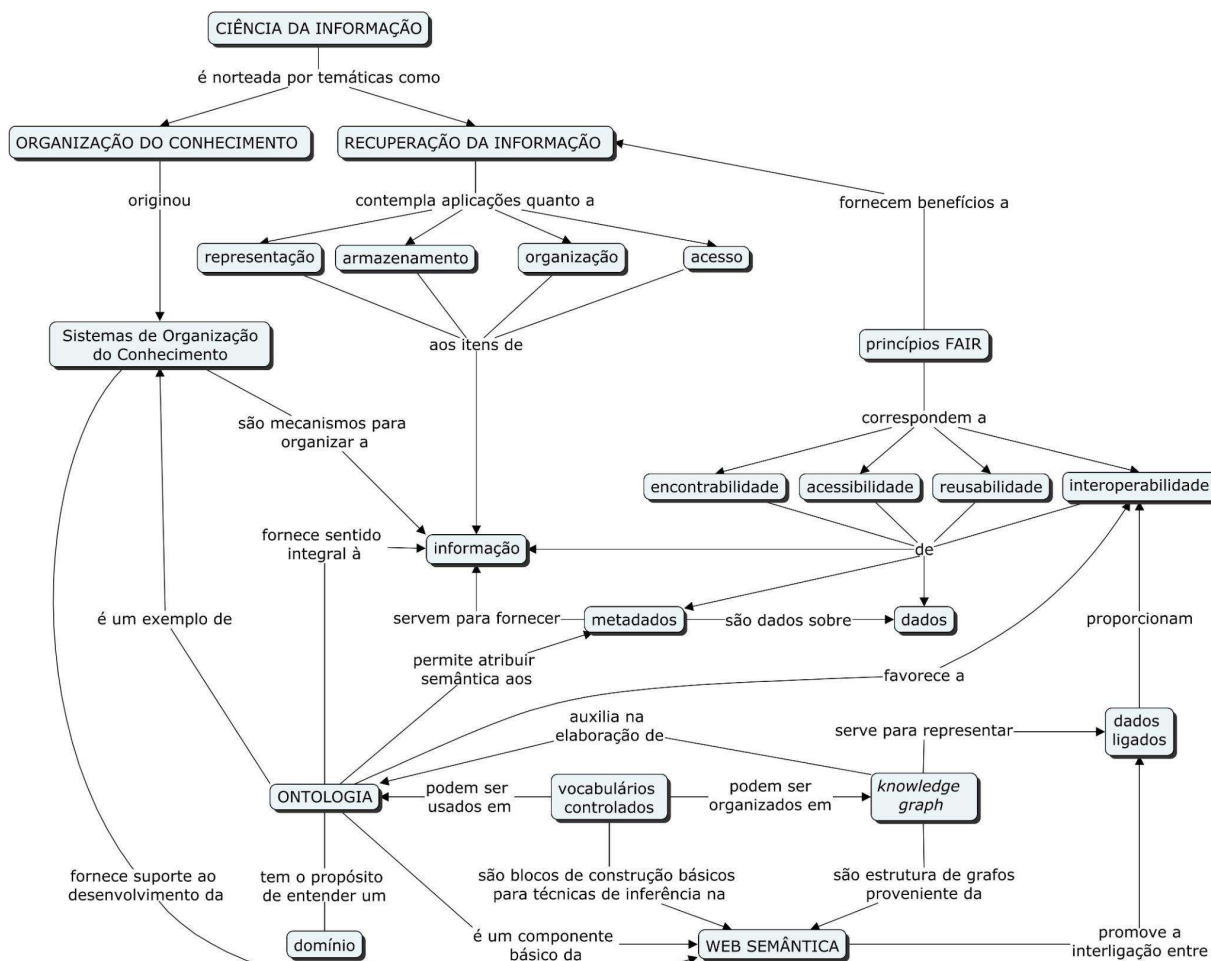 CIÊNCIA DA INFORMAÇÃO
é norteada por temáticas como
ORGANIZAÇÃO DO CONHECIMENTO
RECUPERAÇÃO DA INFORMAÇÃO
originou
contempla aplicações quanto a
fornecem benefícios a
representação
armazenamento
organização
acesso
Sistemas de Organização
do Conhecimento
aos itens de
princípios FAIR
são mecanismos para
organizar a
correspondem a
encontrabilidade
acessibilidade
reusabilidade
interoperabilidade
fornece sentido
integral à
informação
de
é um exemplo de
servem para fornecer
metadados
são dados sobre
dados
proporcionam
permite atribuir
semântica aos
favorece a
auxilia na
elaboração de
serve para representar
dados
ligados
ONTOLOGIA
podem ser
usados em
vocabulários
controlados
podem ser
organizados em
knowledge
graph
fornece suporte ao
desenvolvimento da
tem o propósito
de entender um
são blocos de construção básicos
para técnicas de inferência na
são estrutura de grafos
proveniente da
domínio
é um componente
básico da
WEB SEMÂNTICA
promove a
interligação entre